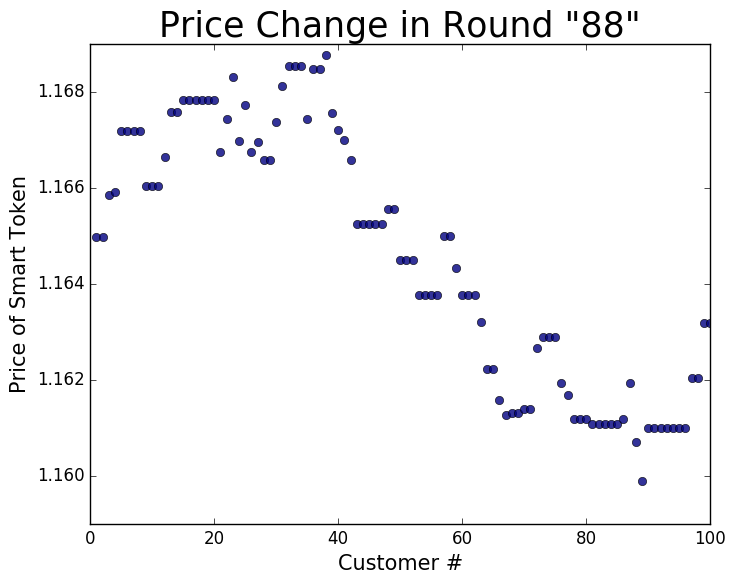 Price Change in Round "88"
1.168
1.166
1.164
1.162
1.160
Price of Smart Token
0 20 40 60 80 100
Customer #